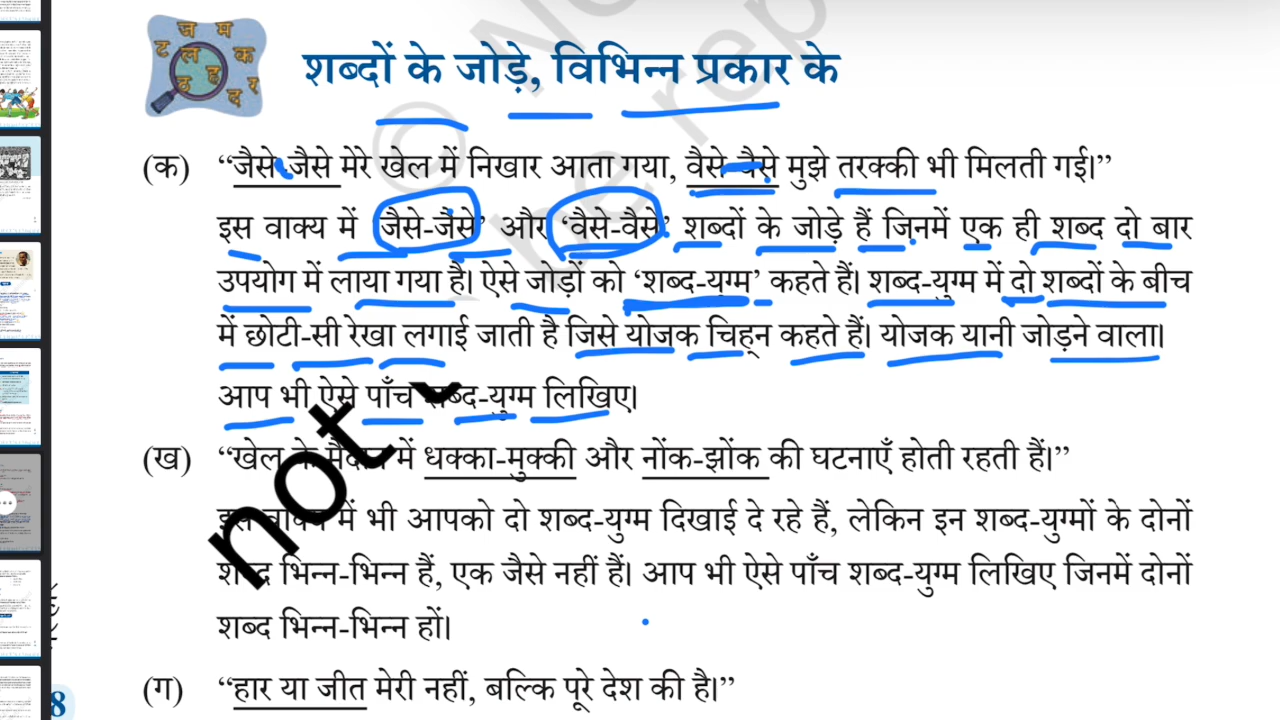 शब्दों के जोड़े, विभिन्न प्रकार के
(क) “जैसे-जैसे मेरे खेल में निखार आता गया, वैसे-वैसे मुझे तरक्की भी मिलती गई।”
इस वाक्य में ‘जैसे-जैसे’ और ‘वैसे-वैसे’ शब्दों के जोड़े हैं जिनमें एक ही शब्द दो बार
उपयोग में लाया गया है। ऐसे जोड़ों को ‘शब्द-युग्म’ कहते हैं। शब्द-युग्म में दो शब्दों के बीच
में छोटी-सी रेखा लगाई जाती है जिसे योजक चिह्न कहते हैं। योजक यानी जोड़ने वाला।
आप भी ऐसे पाँच शब्द-युग्म लिखिए।
(ख) “खेल के मैदान में धक्का-मुक्की और नोंक-झोंक की घटनाएँ होती रहती हैं।”
इस वाक्य में भी आपको दो शब्द-युग्म दिखाई दे रहे हैं, लेकिन इन शब्द-युग्मों के दोनों
शब्द भिन्न-भिन्न हैं, एक जैसे नहीं हैं। आप भी ऐसे पाँच शब्द-युग्म लिखिए जिनमें दोनों
शब्द भिन्न-भिन्न हों।
(ग) “हार या जीत मेरी नहीं, बल्कि पूरे देश की है।”
8
not